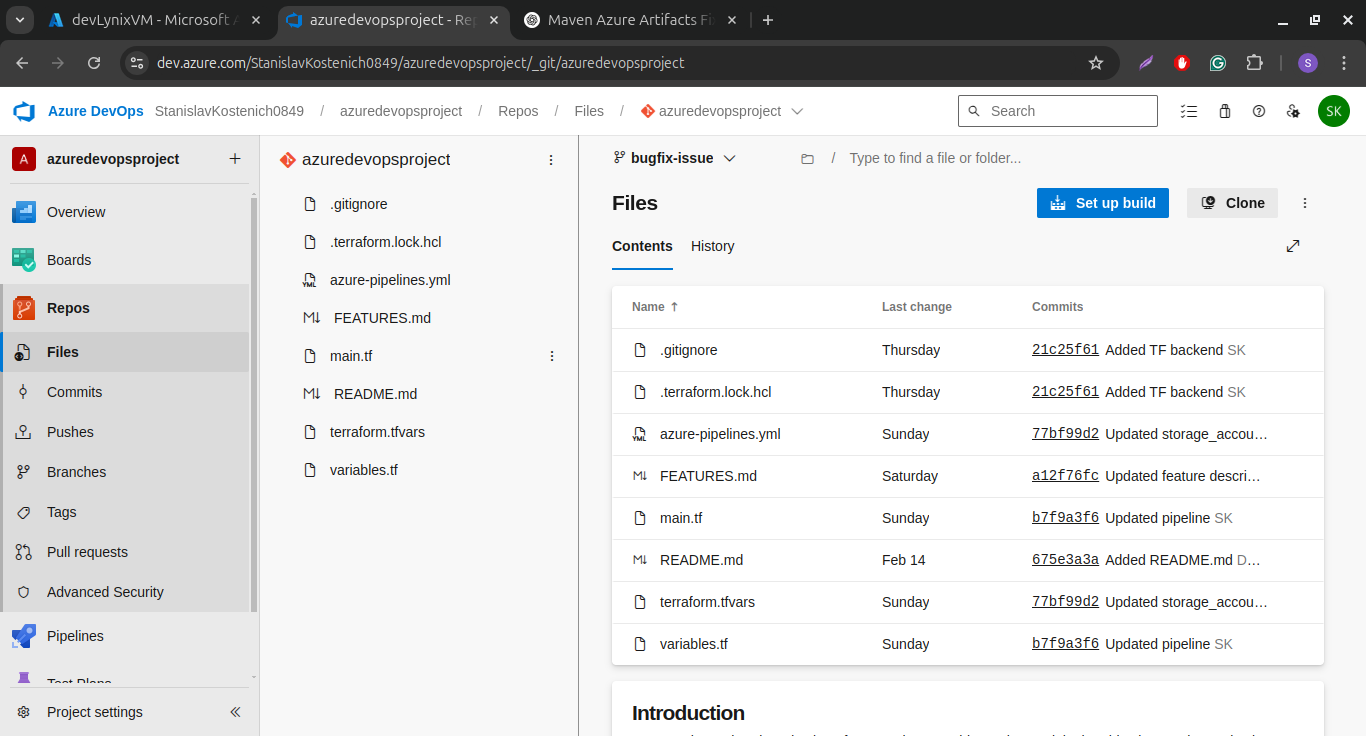 devLynixVM - Microsoft A
azuredevopsproject - Rep
Maven Azure Artifacts Fi
dev.azure.com/StanislavKostenich0849/azuredevopsproject/_git/azuredevopsproject
S
Azure DevOps StanislavKostenich0849 / azuredevopsproject / Repos / Files / azuredevopsproject
Search
SK
A azuredevopsproject
Overview
Boards
Repos
Files
Commits
Pushes
Branches
Tags
Pull requests
Advanced Security
Pipelines
Test Plans
Project settings
azuredevopsproject
.gitignore
.terraform.lock.hcl
YML azure-pipelines.yml
FEATURES.md
main.tf
README.md
terraform.tfvars
variables.tf
bugfix-issue / Type to find a file or folder...
Files
Set up build
Clone
Contents History
Name Last change Commits
.gitignore Thursday 21c25f61 Added TF backend SK
.terraform.lock.hcl Thursday 21c25f61 Added TF backend SK
YML azure-pipelines.yml Sunday 77bf99d2 Updated storage_accou…
FEATURES.md Saturday a12f76fc Updated feature descri…
main.tf Sunday b7f9a3f6 Updated pipeline SK
README.md Feb 14 675e3a3a Added README.md D…
terraform.tfvars Sunday 77bf99d2 Updated storage_accou…
variables.tf Sunday b7f9a3f6 Updated pipeline SK
Introduction